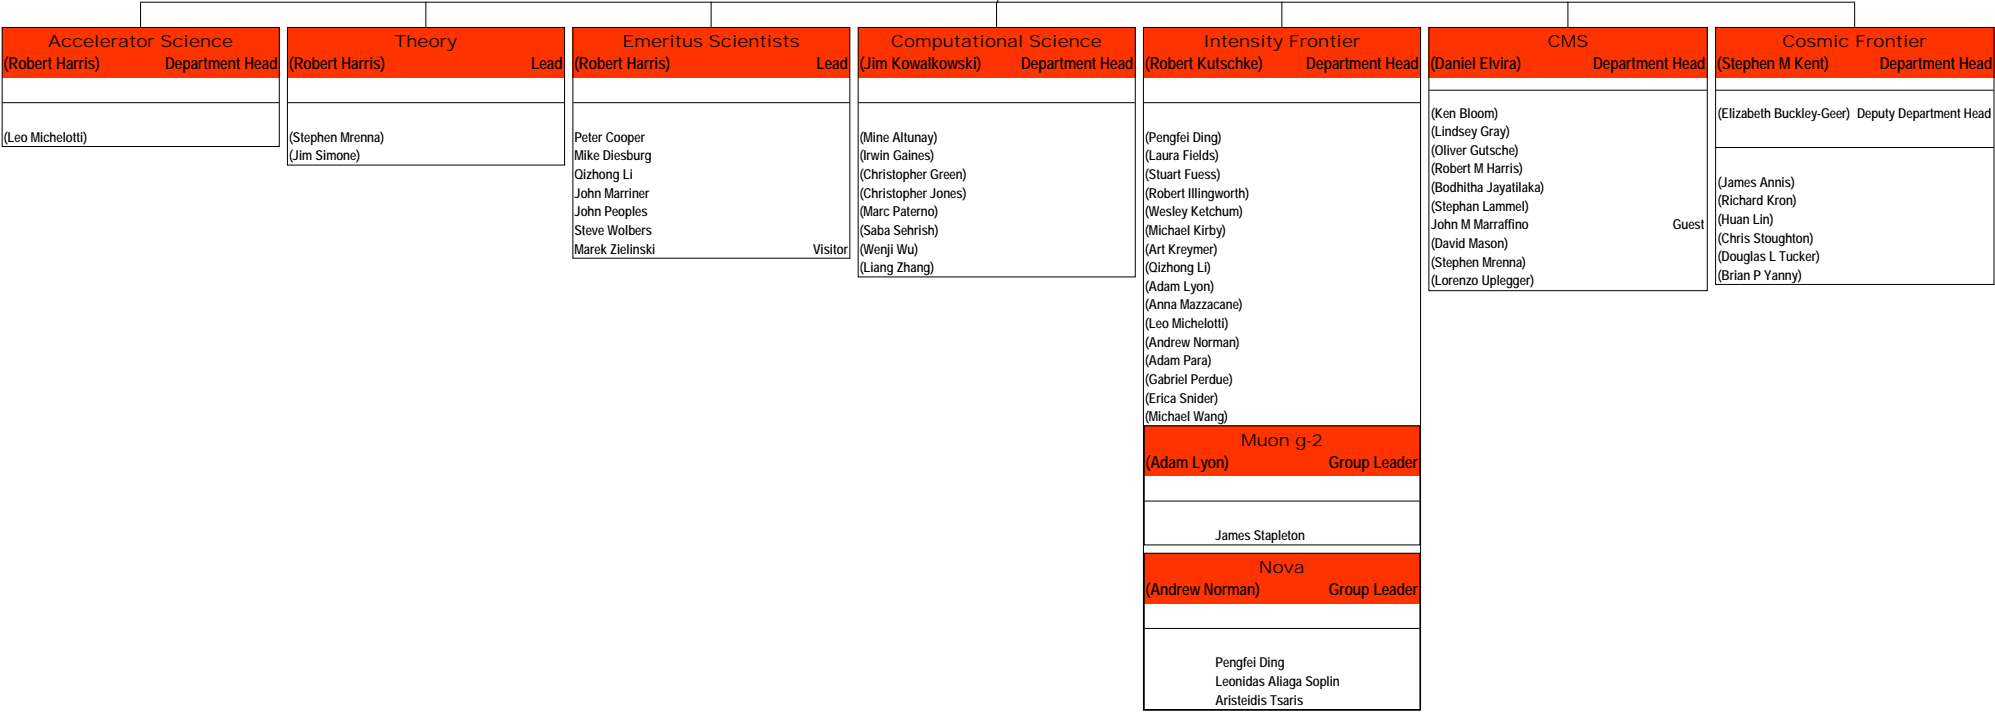 Accelerator Science
(Robert Harris) Department Head
(Leo Michelotti)
Theory
(Robert Harris) Lead
(Stephen Mrenna)
(Jim Simone)
Emeritus Scientists
(Robert Harris) Lead
Peter Cooper
Mike Diesburg
Qizhong Li
John Marriner
John Peoples
Steve Wolbers
Marek Zielinski Visitor
Computational Science
(Jim Kowalkowski) Department Head
(Mine Altunay)
(Irwin Gaines)
(Christopher Green)
(Christopher Jones)
(Marc Paterno)
(Saba Sehrish)
(Wenji Wu)
(Liang Zhang)
Intensity Frontier
(Robert Kutschke) Department Head
(Pengfei Ding)
(Laura Fields)
(Stuart Fuess)
(Robert Illingworth)
(Wesley Ketchum)
(Michael Kirby)
(Art Kreymer)
(Qizhong Li)
(Adam Lyon)
(Anna Mazzacane)
(Leo Michelotti)
(Andrew Norman)
(Adam Para)
(Gabriel Perdue)
(Erica Snider)
(Michael Wang)
Muon g-2
(Adam Lyon) Group Leader
James Stapleton
Nova
(Andrew Norman) Group Leader
Pengfei Ding
Leonidas Aliaga Soplin
Aristeidis Tsaris
CMS
(Daniel Elvira) Department Head
(Ken Bloom)
(Lindsey Gray)
(Oliver Gutsche)
(Robert M Harris)
(Bodhitha Jayatilaka)
(Stephan Lammel)
John M Marraffino Guest
(David Mason)
(Stephen Mrenna)
(Lorenzo Uplegger)
Cosmic Frontier
(Stephen M Kent) Department Head
(Elizabeth Buckley-Geer) Deputy Department Head
(James Annis)
(Richard Kron)
(Huan Lin)
(Chris Stoughton)
(Douglas L Tucker)
(Brian P Yanny)